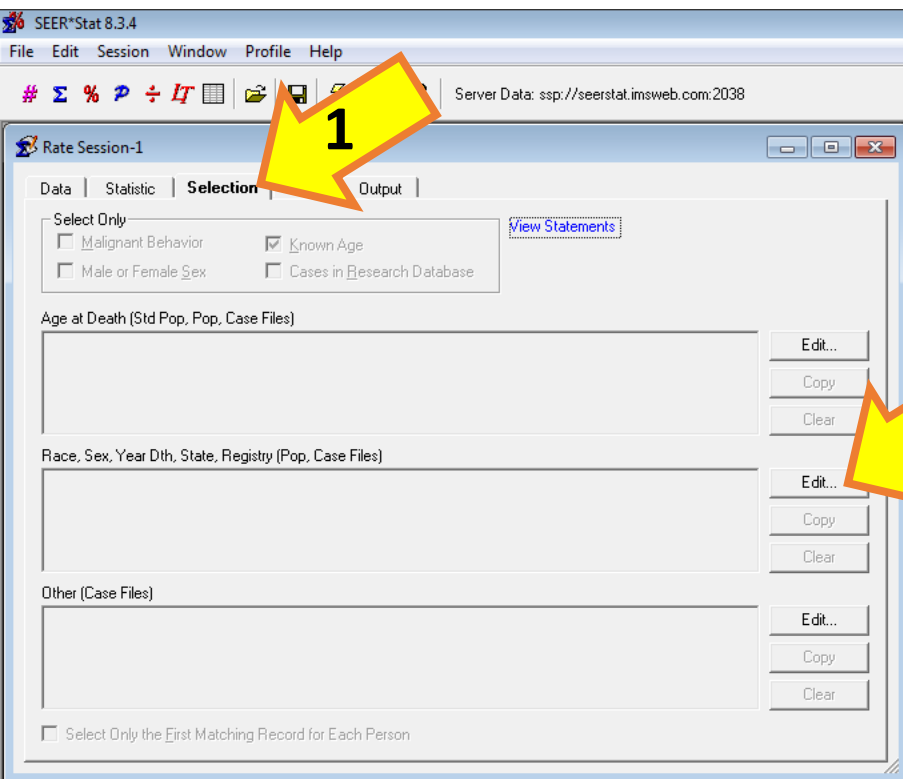 SEER*Stat 8.3.4
File Edit Session Window Profile Help
# Σ % P ÷ LT Server Data: ssp://seerstat.imsweb.com:2038
1
Rate Session-1
Data Statistic Selection Output
Select Only
View Statements
Malignant Behavior Known Age
Male or Female Sex Cases in Research Database
Age at Death (Std Pop, Pop, Case Files)
Edit...
Copy
Clear
Race, Sex, Year Dth, State, Registry (Pop, Case Files)
Edit...
Copy
Clear
Other (Case Files)
Edit...
Copy
Clear
Select Only the First Matching Record for Each Person